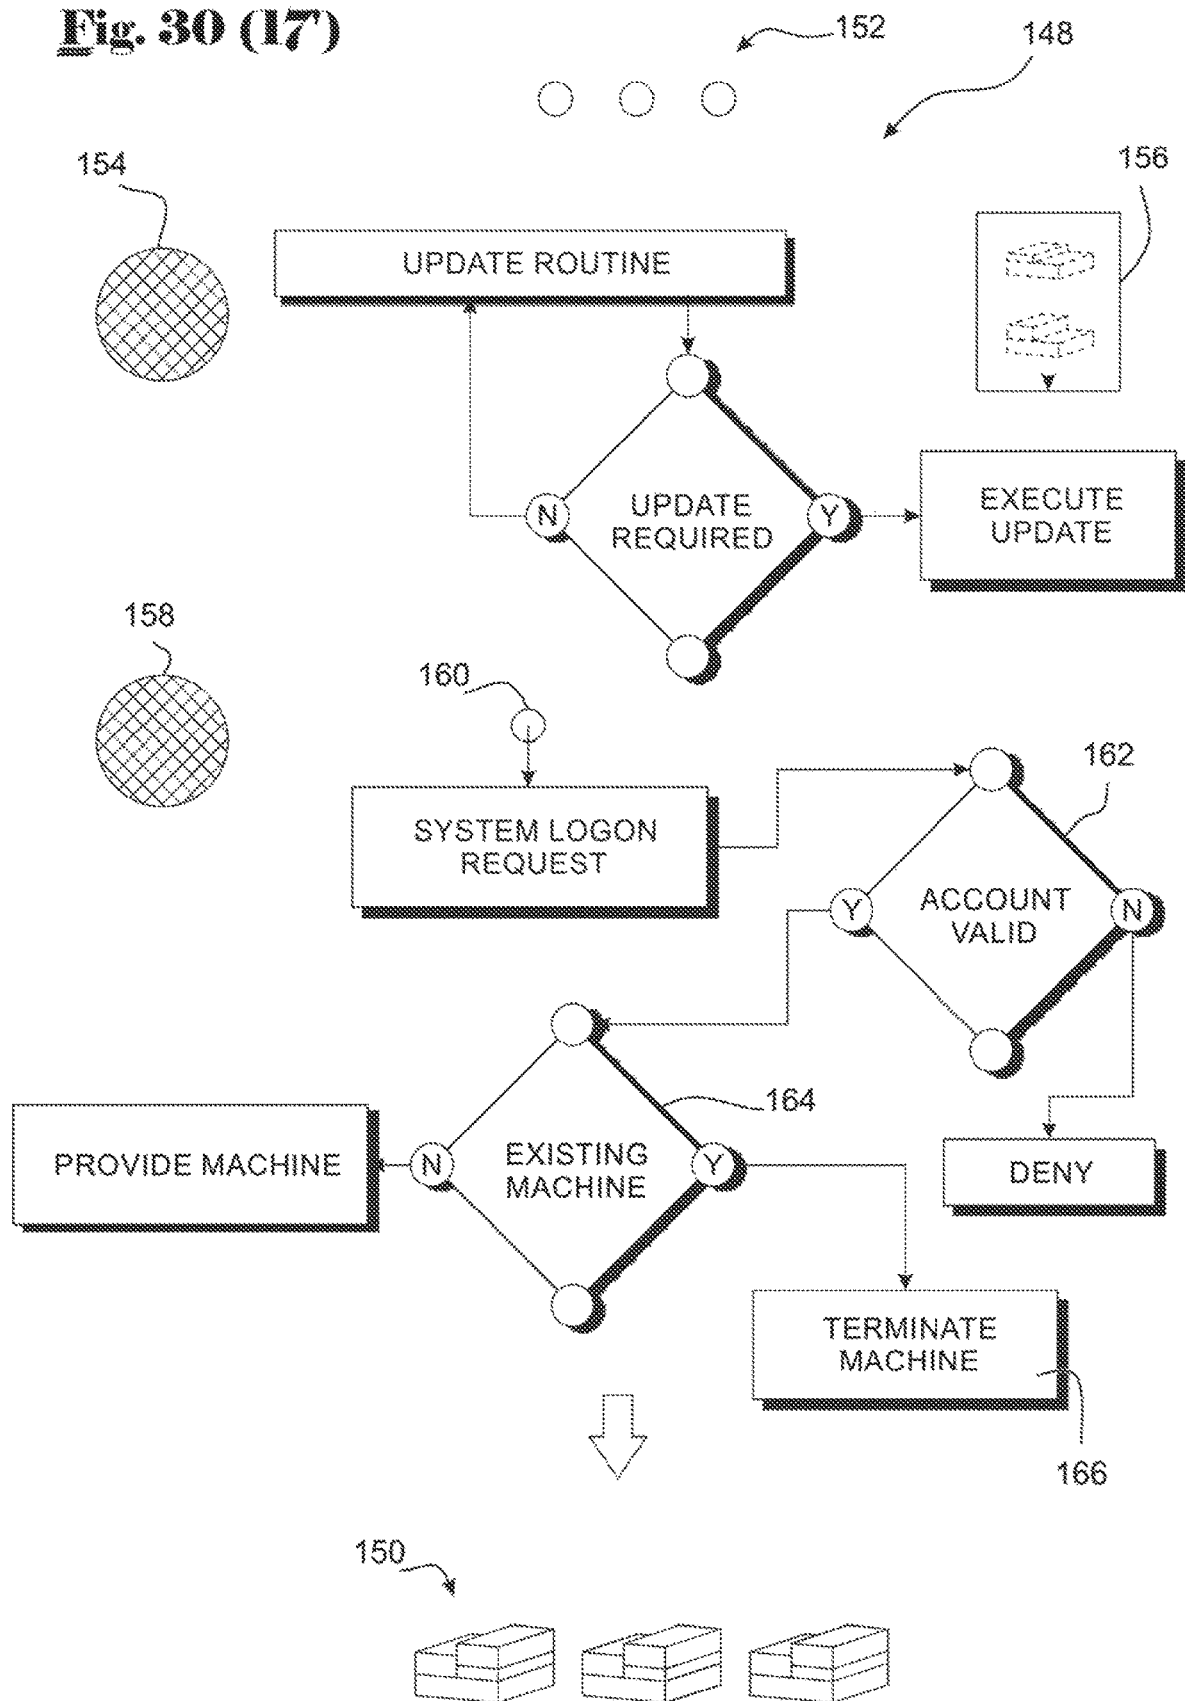 Fig. 30 (17')
152
148
154
156
UPDATE ROUTINE
N
UPDATE
REQUIRED
Y
EXECUTE
UPDATE
158
160
162
SYSTEM LOGON
REQUEST
Y
ACCOUNT
VALID
N
164
PROVIDE MACHINE
N
EXISTING
MACHINE
Y
DENY
TERMINATE
MACHINE
166
150